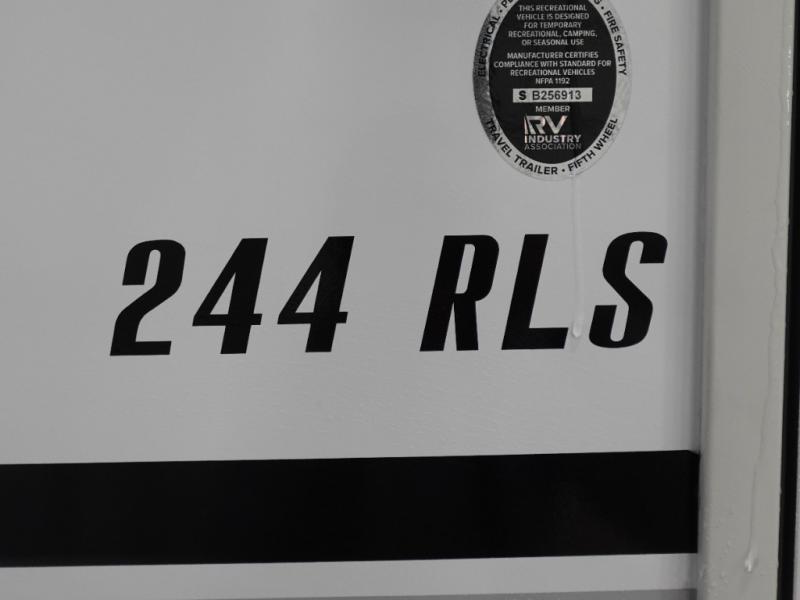 ELECTRICAL • 
• FIRE SAFETY
THIS RECREATIONAL
VEHICLE IS DESIGNED
FOR TEMPORARY
RECREATIONAL, CAMPING,
OR SEASONAL USE
MANUFACTURER CERTIFIES
COMPLIANCE WITH STANDARD FOR
RECREATIONAL VEHICLES
NFPA 1192
S B256913
MEMBER
RV
INDUSTRY
ASSOCIATION
TRAVEL TRAILER • FIFTH WHEEL
244 RLS